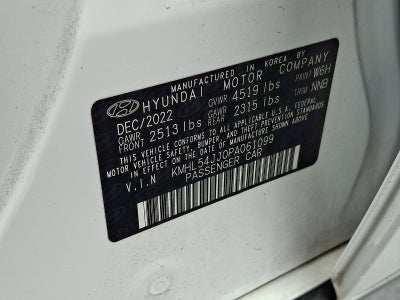 MANUFACTURED IN KOREA BY
HYUNDAI MOTOR COMPANY
DEC/2022 GVWR 4519 lbs PAINT W6H
GAWR FRONT 2513 lbs GAWR REAR 2315 lbs TRIM NNB
THIS VEHICLE CONFORMS TO ALL APPLICABLE U.S.A. FEDERAL
MOTOR VEHICLE SAFETY, BUMPER, AND THEFT PREVENTION STANDARDS
IN EFFECT ON THE DATE OF MANUFACTURE SHOWN ABOVE.
V.I.N KMHL54JJ0PA061099
PASSENGER CAR